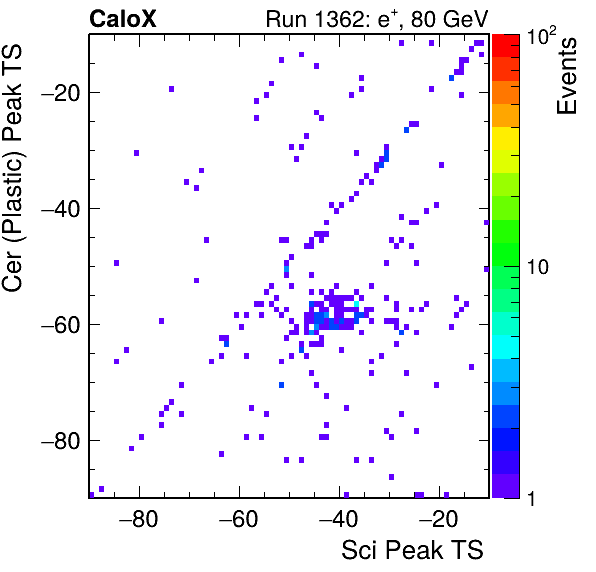 CaloX Run 1362: e⁺, 80 GeV
10²
10
1
Events
Cer (Plastic) Peak TS
−20
−40
−60
−80
−80 −60 −40 −20
Sci Peak TS